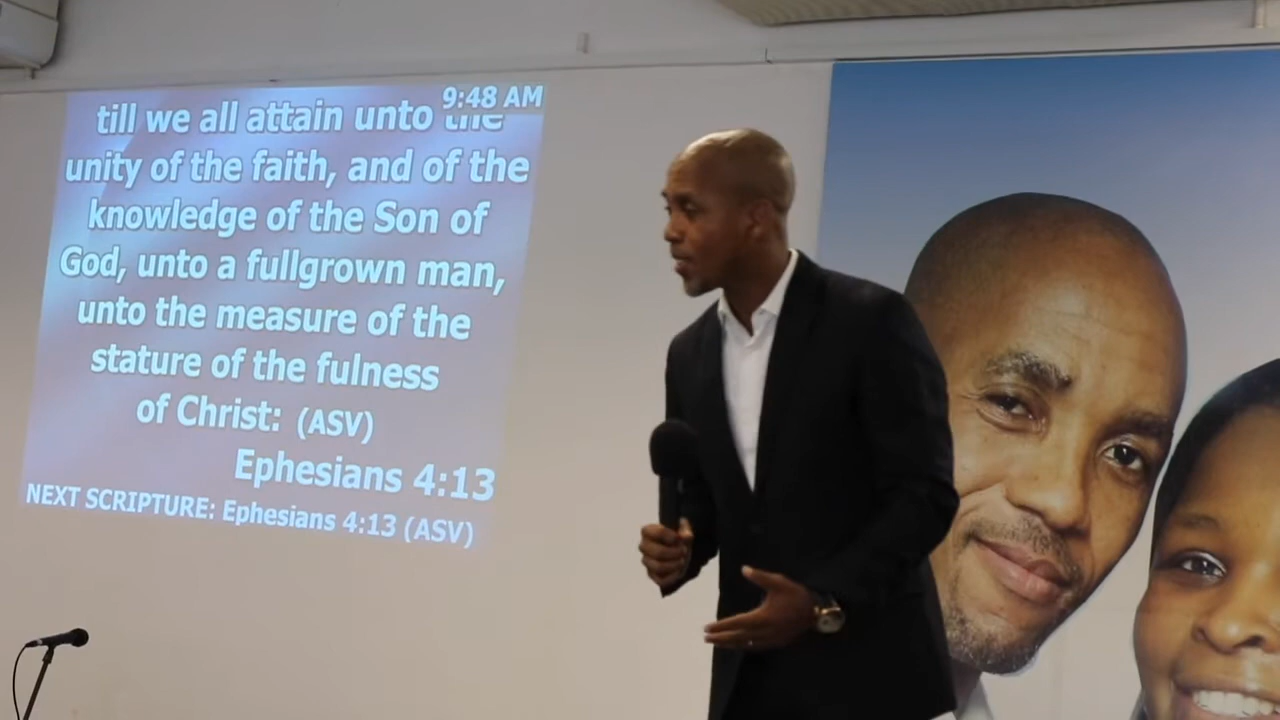 9:48 AM
till we all attain unto the
unity of the faith, and of the
knowledge of the Son of
God, unto a fullgrown man,
unto the measure of the
stature of the fulness
of Christ: (ASV)
Ephesians 4:13
NEXT SCRIPTURE: Ephesians 4:13 (ASV)